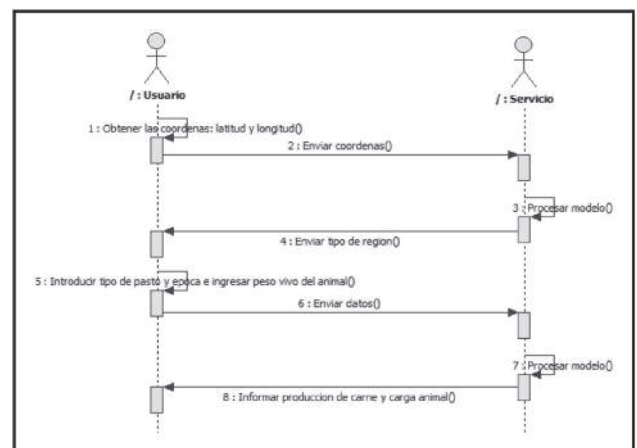 / : Usuario
/ : Servicio
1 : Obtener las coordenas: latitud y longitud()
2 : Enviar coordenas()
3 : Procesar modelo()
4 : Enviar tipo de region()
5 : Introducir tipo de pasto y epoca e ingresar peso vivo del animal()
6 : Enviar datos()
7 : Procesar modelo()
8 : Informar produccion de carne y carga animal()